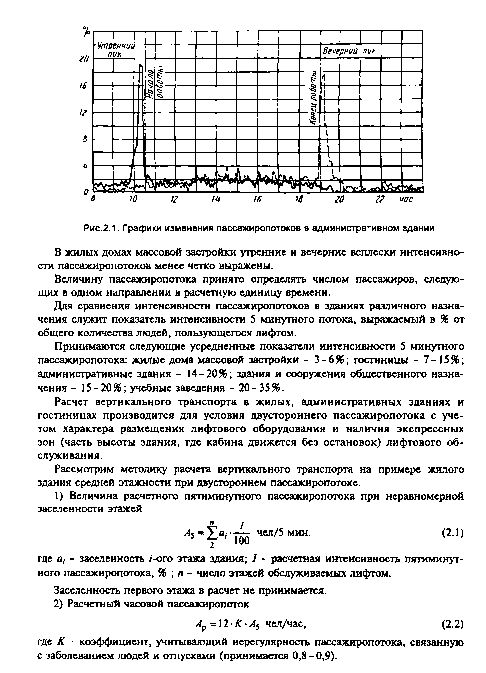 %
Утренний пик
Вечерний пик
Начало работы
Конец работы
20
16
12
8
4
0
8 10 12 14 16 18 20 22 час
Рис.2.1. Графики изменения пассажиропотоков в административном здании
В жилых домах массовой застройки утренние и вечерние всплески интенсивно-
сти пассажиропотоков менее четко выражены.
Величину пассажиропотока принято определять числом пассажиров, следую-
щих в одном направлении в расчетную единицу времени.
Для сравнения интенсивности пассажиропотоков в зданиях различного назна-
чения служит показатель интенсивности 5 минутного потока, выражаемый в % от
общего количества людей, пользующегося лифтом.
Принимаются следующие усредненные показатели интенсивности 5 минутного
пассажиропотока: жилые дома массовой застройки - 3-6%; гостиницы - 7-15%;
административные здания - 14-20%; здания и сооружения общественного назна-
чения - 15-20%; учебные заведения - 20-35%.
Расчет вертикального транспорта в жилых, административных зданиях и
гостиницах производится для условия двустороннего пассажиропотока с уче-
том характера размещения лифтового оборудования и наличия экспрессных
зон (часть высоты здания, где кабина движется без остановок) лифтового об-
служивания.
Рассмотрим методику расчета вертикального транспорта на примере жилого
здания средней этажности при двустороннем пассажиропотоке.
1) Величина расчетного пятиминутного пассажиропотока при неравномерной
заселенности этажей
A₅ = ∑ⁿ₂ aᵢ · I/100 чел/5 мин. (2.1)
где aᵢ - заселенность i-ого этажа здания; I - расчетная интенсивность пятиминут-
ного пассажиропотока, % ; n - число этажей обслуживаемых лифтом.
Заселенность первого этажа в расчет не принимается.
2) Расчетный часовой пассажиропоток
Aₚ = 12 · K · A₅ чел/час, (2.2)
где K - коэффициент, учитывающий нерегулярность пассажиропотока, связанную
с заболеванием людей и отпусками (принимается 0,8-0,9).